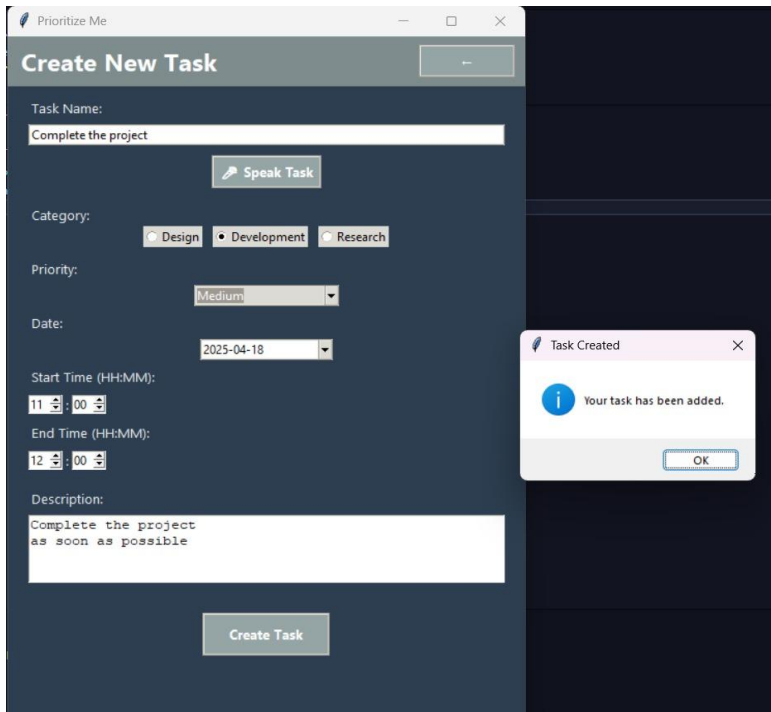 Prioritize Me
Create New Task
←
Task Name:
Complete the project
Speak Task
Category:
Design Development Research
Priority:
Medium
Date:
2025-04-18
Start Time (HH:MM):
11 : 00
End Time (HH:MM):
12 : 00
Description:
Complete the project
as soon as possible
Create Task
Task Created
Your task has been added.
OK